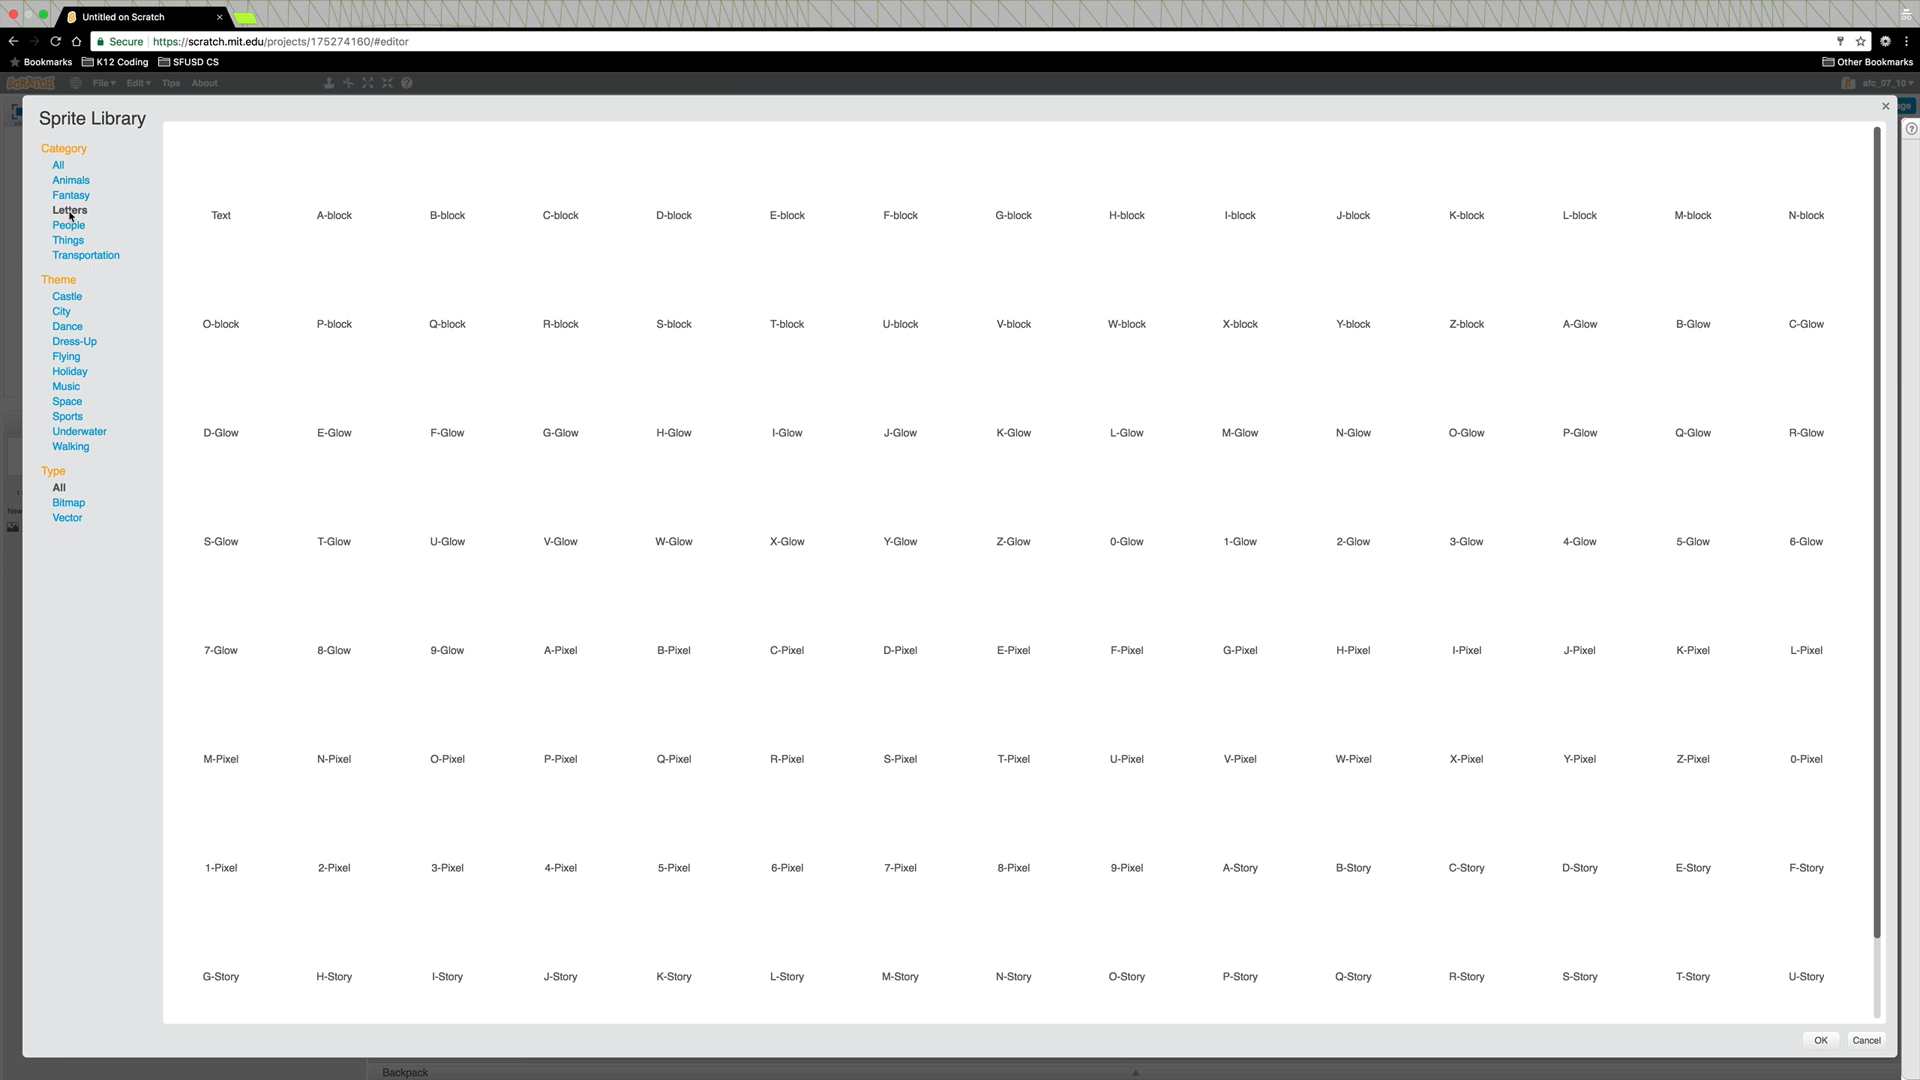 Untitled on Scratch
Secure https://scratch.mit.edu/projects/175274160/#editor
Bookmarks K12 Coding SFUSD CS Other Bookmarks
SCRATCH File Edit Tips About sfc_07_10
Sprite Library
Category
All
Animals
Fantasy
Letters
People
Things
Transportation
Theme
Castle
City
Dance
Dress-Up
Flying
Holiday
Music
Space
Sports
Underwater
Walking
Type
All
Bitmap
Vector
Text A-block B-block C-block D-block E-block F-block G-block H-block I-block J-block K-block L-block M-block N-block
O-block P-block Q-block R-block S-block T-block U-block V-block W-block X-block Y-block Z-block A-Glow B-Glow C-Glow
D-Glow E-Glow F-Glow G-Glow H-Glow I-Glow J-Glow K-Glow L-Glow M-Glow N-Glow O-Glow P-Glow Q-Glow R-Glow
S-Glow T-Glow U-Glow V-Glow W-Glow X-Glow Y-Glow Z-Glow 0-Glow 1-Glow 2-Glow 3-Glow 4-Glow 5-Glow 6-Glow
7-Glow 8-Glow 9-Glow A-Pixel B-Pixel C-Pixel D-Pixel E-Pixel F-Pixel G-Pixel H-Pixel I-Pixel J-Pixel K-Pixel L-Pixel
M-Pixel N-Pixel O-Pixel P-Pixel Q-Pixel R-Pixel S-Pixel T-Pixel U-Pixel V-Pixel W-Pixel X-Pixel Y-Pixel Z-Pixel 0-Pixel
1-Pixel 2-Pixel 3-Pixel 4-Pixel 5-Pixel 6-Pixel 7-Pixel 8-Pixel 9-Pixel A-Story B-Story C-Story D-Story E-Story F-Story
G-Story H-Story I-Story J-Story K-Story L-Story M-Story N-Story O-Story P-Story Q-Story R-Story S-Story T-Story U-Story
OK Cancel
Backpack